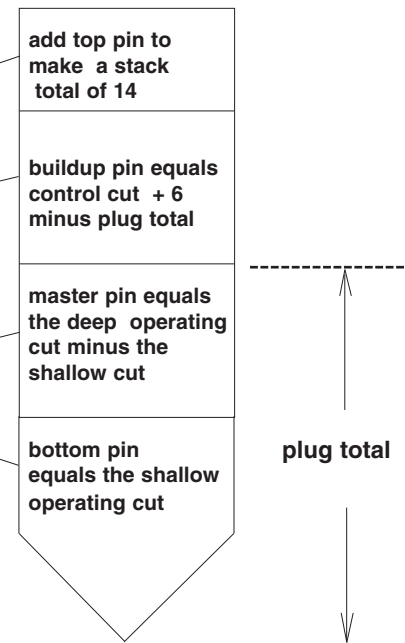 add top pin to
make a stack
total of 14
buildup pin equals
control cut + 6
minus plug total
master pin equals
the deep operating
cut minus the
shallow cut
bottom pin
equals the shallow
operating cut
plug total